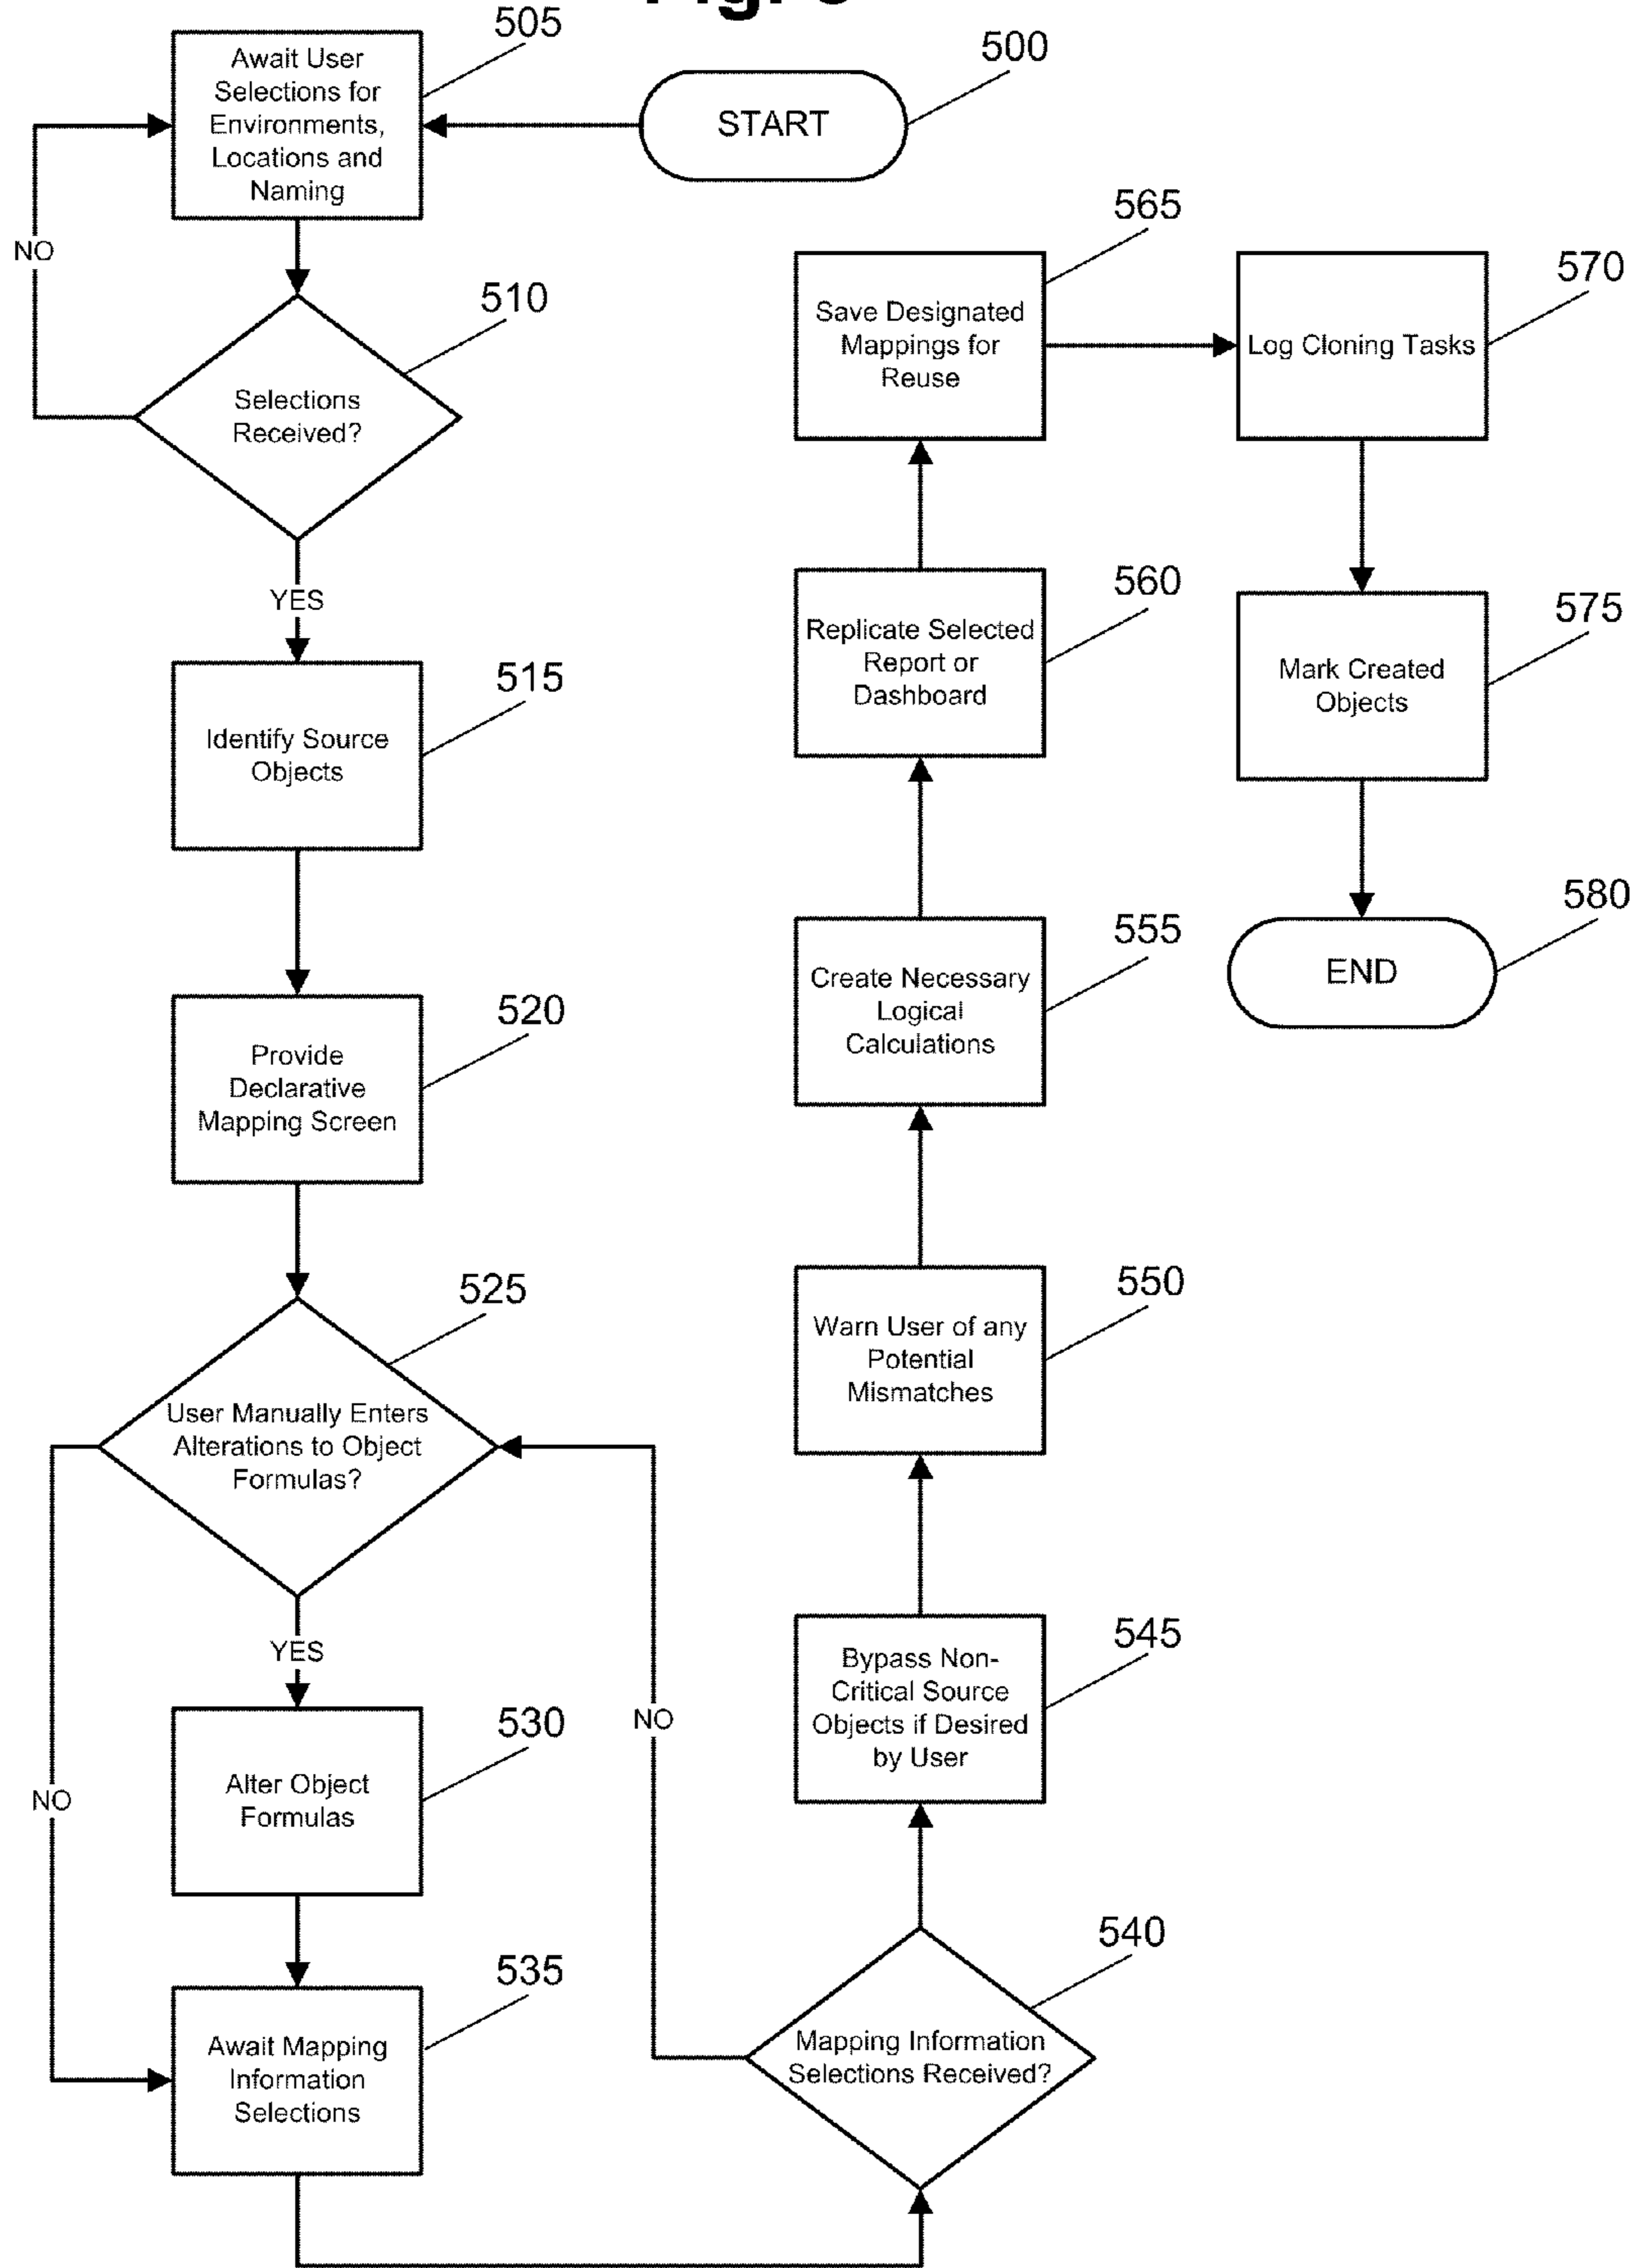 505
Await User
Selections for
Environments,
Locations and
Naming
500
START
NO
510
Selections
Received?
YES
515
Identify Source
Objects
520
Provide
Declarative
Mapping Screen
525
User Manually Enters
Alterations to Object
Formulas?
YES
NO
530
Alter Object
Formulas
535
Await Mapping
Information
Selections
540
Mapping Information
Selections Received?
NO
545
Bypass Non-
Critical Source
Objects if Desired
by User
550
Warn User of any
Potential
Mismatches
555
Create Necessary
Logical
Calculations
560
Replicate Selected
Report or
Dashboard
565
Save Designated
Mappings for
Reuse
570
Log Cloning Tasks
575
Mark Created
Objects
580
END